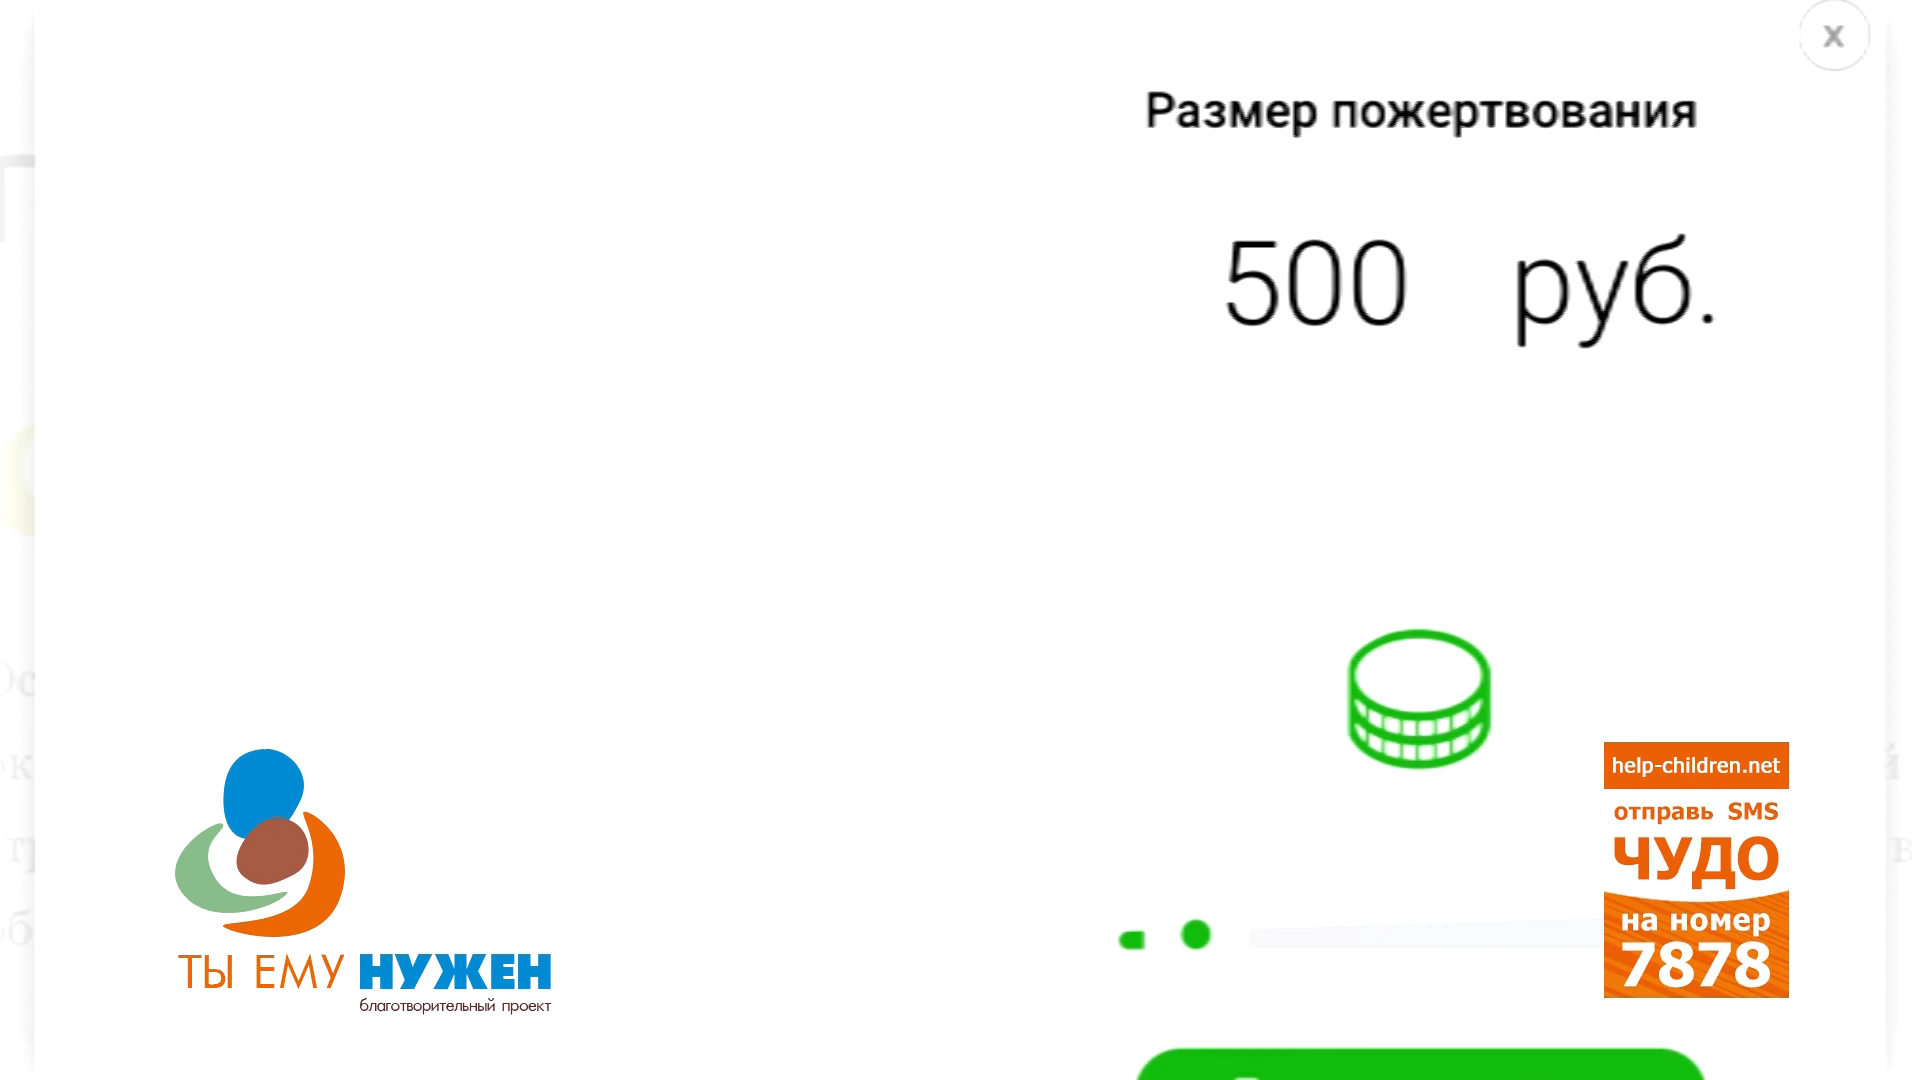 x
Размер пожертвования
500 руб.
help-children.net
отправь SMS
ЧУДО
на номер
7878
ТЫ ЕМУ НУЖЕН
благотворительный проект